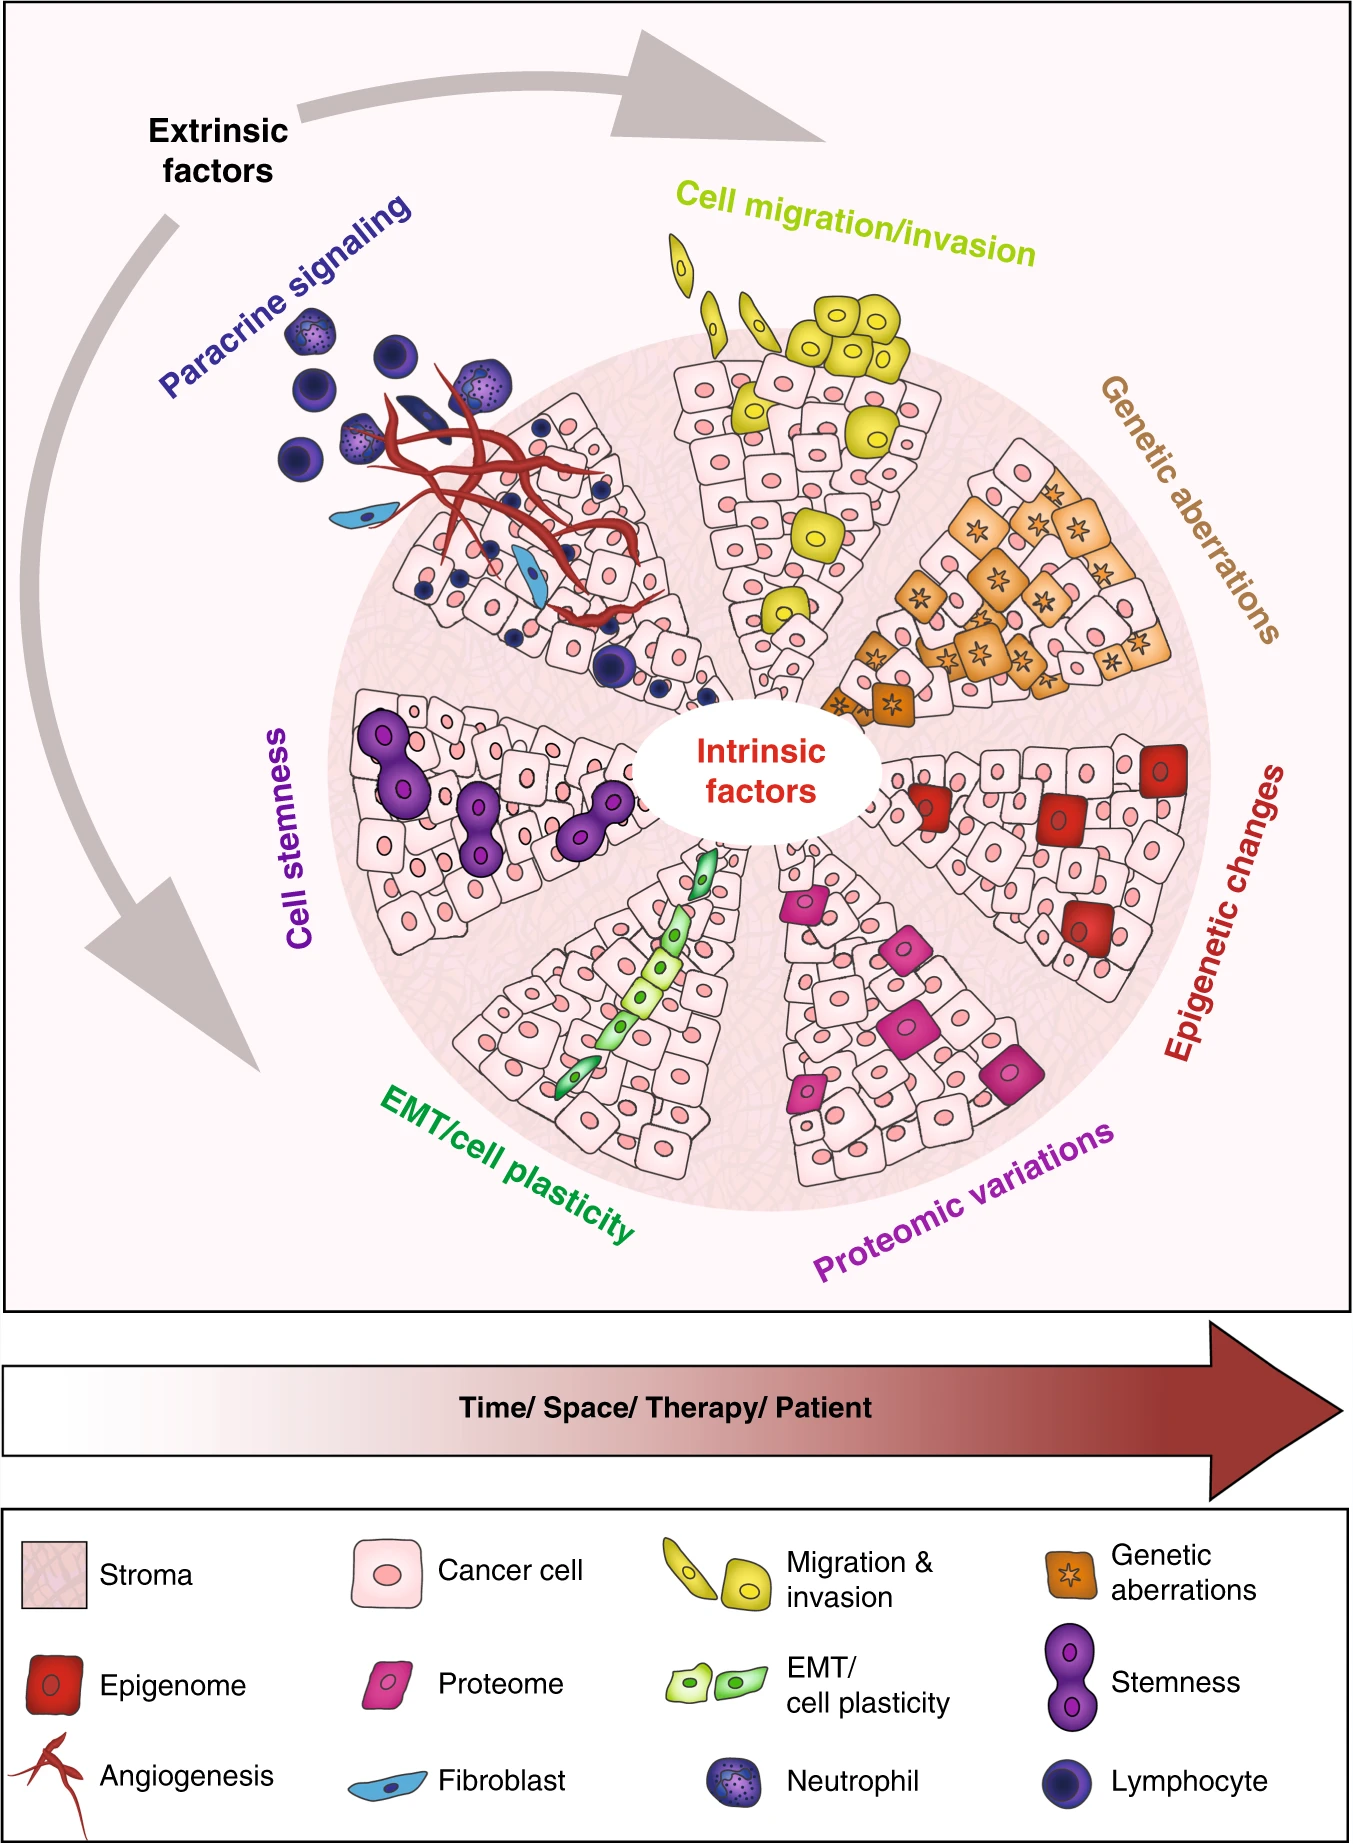 Extrinsic
factors
Paracrine signaling
Cell migration/invasion
Genetic aberrations
Epigenetic changes
Proteomic variations
EMT/cell plasticity
Cell stemness
Intrinsic
factors
Time/ Space/ Therapy/ Patient
Stroma
Cancer cell
Migration &
invasion
Genetic
aberrations
Epigenome
Proteome
EMT/
cell plasticity
Stemness
Angiogenesis
Fibroblast
Neutrophil
Lymphocyte